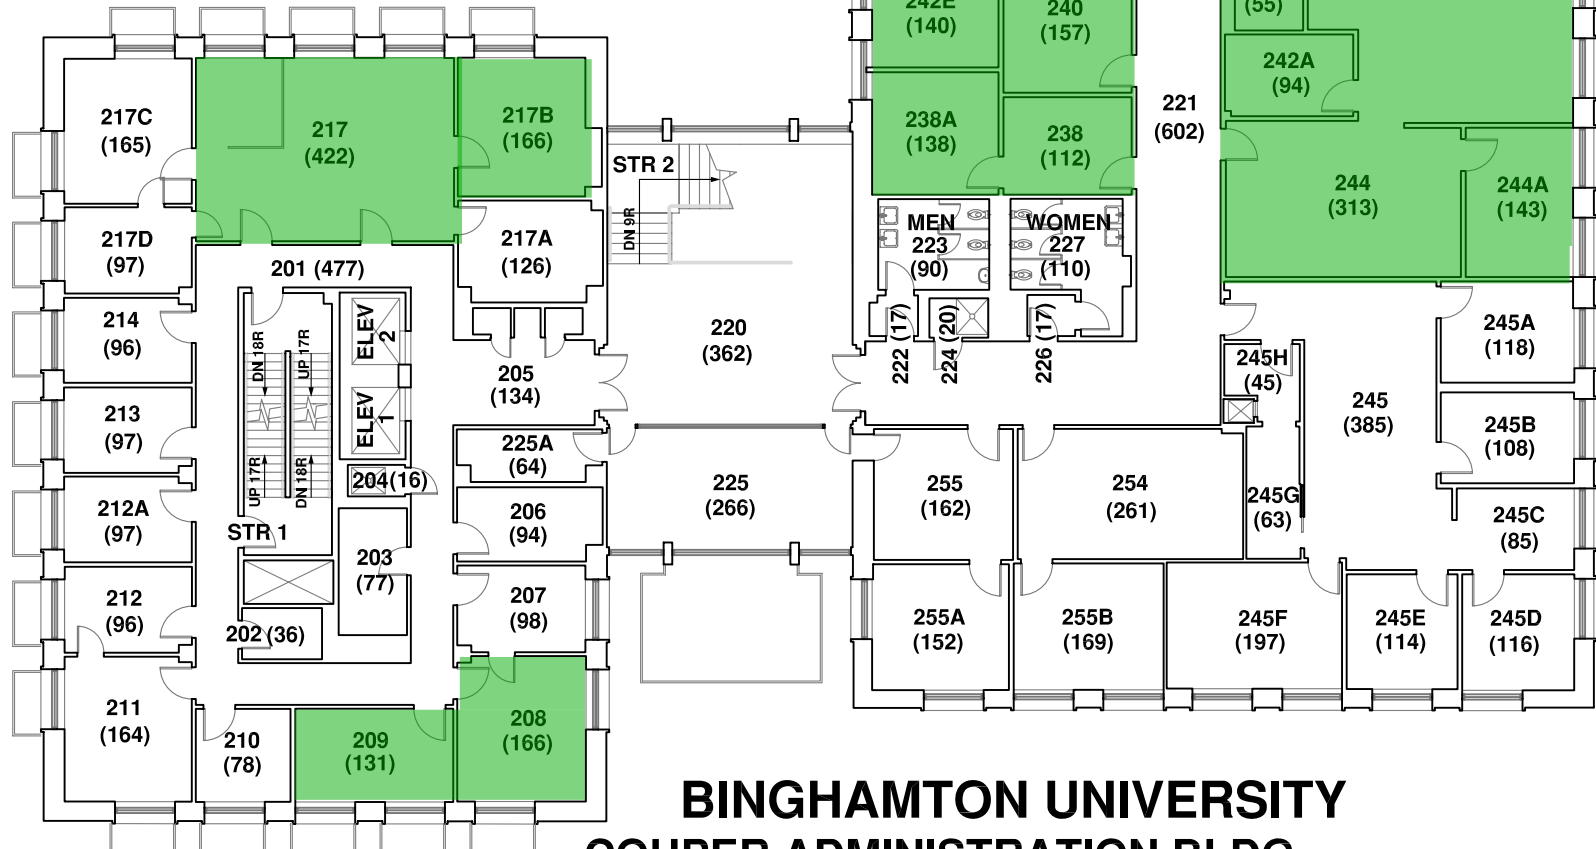 242E
(140)
240
(157)
(55)
242A
(94)
217C
(165)
217
(422)
217B
(166)
238A
(138)
238
(112)
221
(602)
STR 2
DN 9R
244
(313)
244A
(143)
217D
(97)
217A
(126)
MEN
223
(90)
WOMEN
227
(110)
201 (477)
214
(96)
DN 18R
UP 17R
ELEV
2
220
(362)
222 (17)
224 (20)
226 (17)
245A
(118)
205
(134)
245H
(45)
213
(97)
ELEV
1
245
(385)
245B
(108)
225A
(64)
UP 17R
DN 18R
204(16)
225
(266)
255
(162)
254
(261)
245G
(63)
245C
(85)
212A
(97)
206
(94)
STR 1
203
(77)
212
(96)
207
(98)
202 (36)
255A
(152)
255B
(169)
245F
(197)
245E
(114)
245D
(116)
211
(164)
210
(78)
209
(131)
208
(166)
BINGHAMTON UNIVERSITY
COUPER ADMINISTRATION BLDG